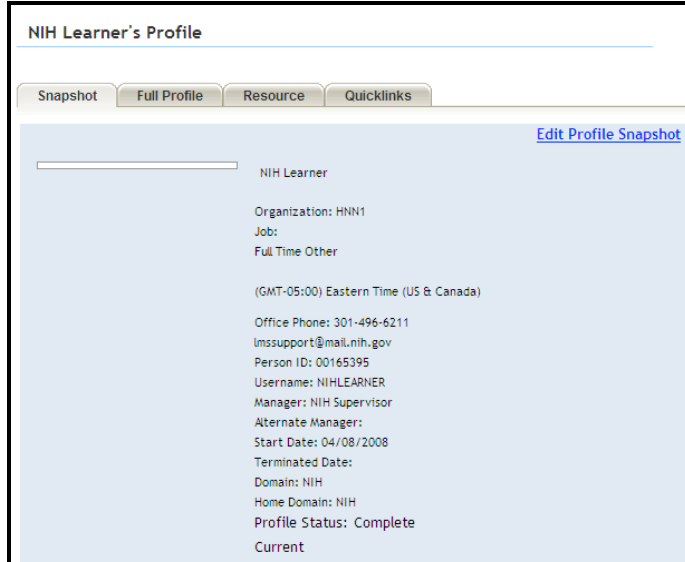 NIH Learner's Profile
Snapshot Full Profile Resource Quicklinks
Edit Profile Snapshot
NIH Learner
Organization: HNN1
Job:
Full Time Other
(GMT-05:00) Eastern Time (US & Canada)
Office Phone: 301-496-6211
lmssupport@mail.nih.gov
Person ID: 00165395
Username: NIHLEARNER
Manager: NIH Supervisor
Alternate Manager:
Start Date: 04/08/2008
Terminated Date:
Domain: NIH
Home Domain: NIH
Profile Status: Complete
Current